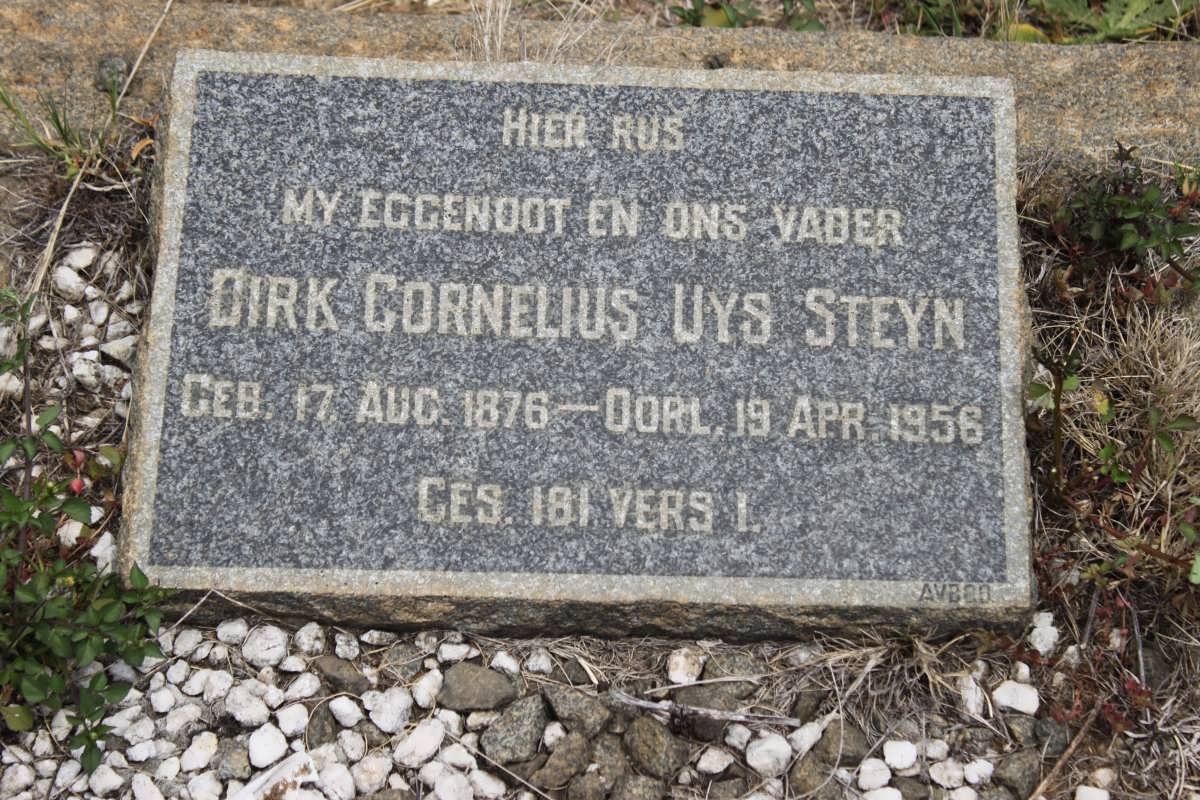 HIER RUS
MY EGGENOOT EN ONS VADER
DIRK CORNELIUS UYS STEYN
GEB. 17 AUG. 1876 — OORL. 19 APR. 1956
GES. 181 VERS 1.